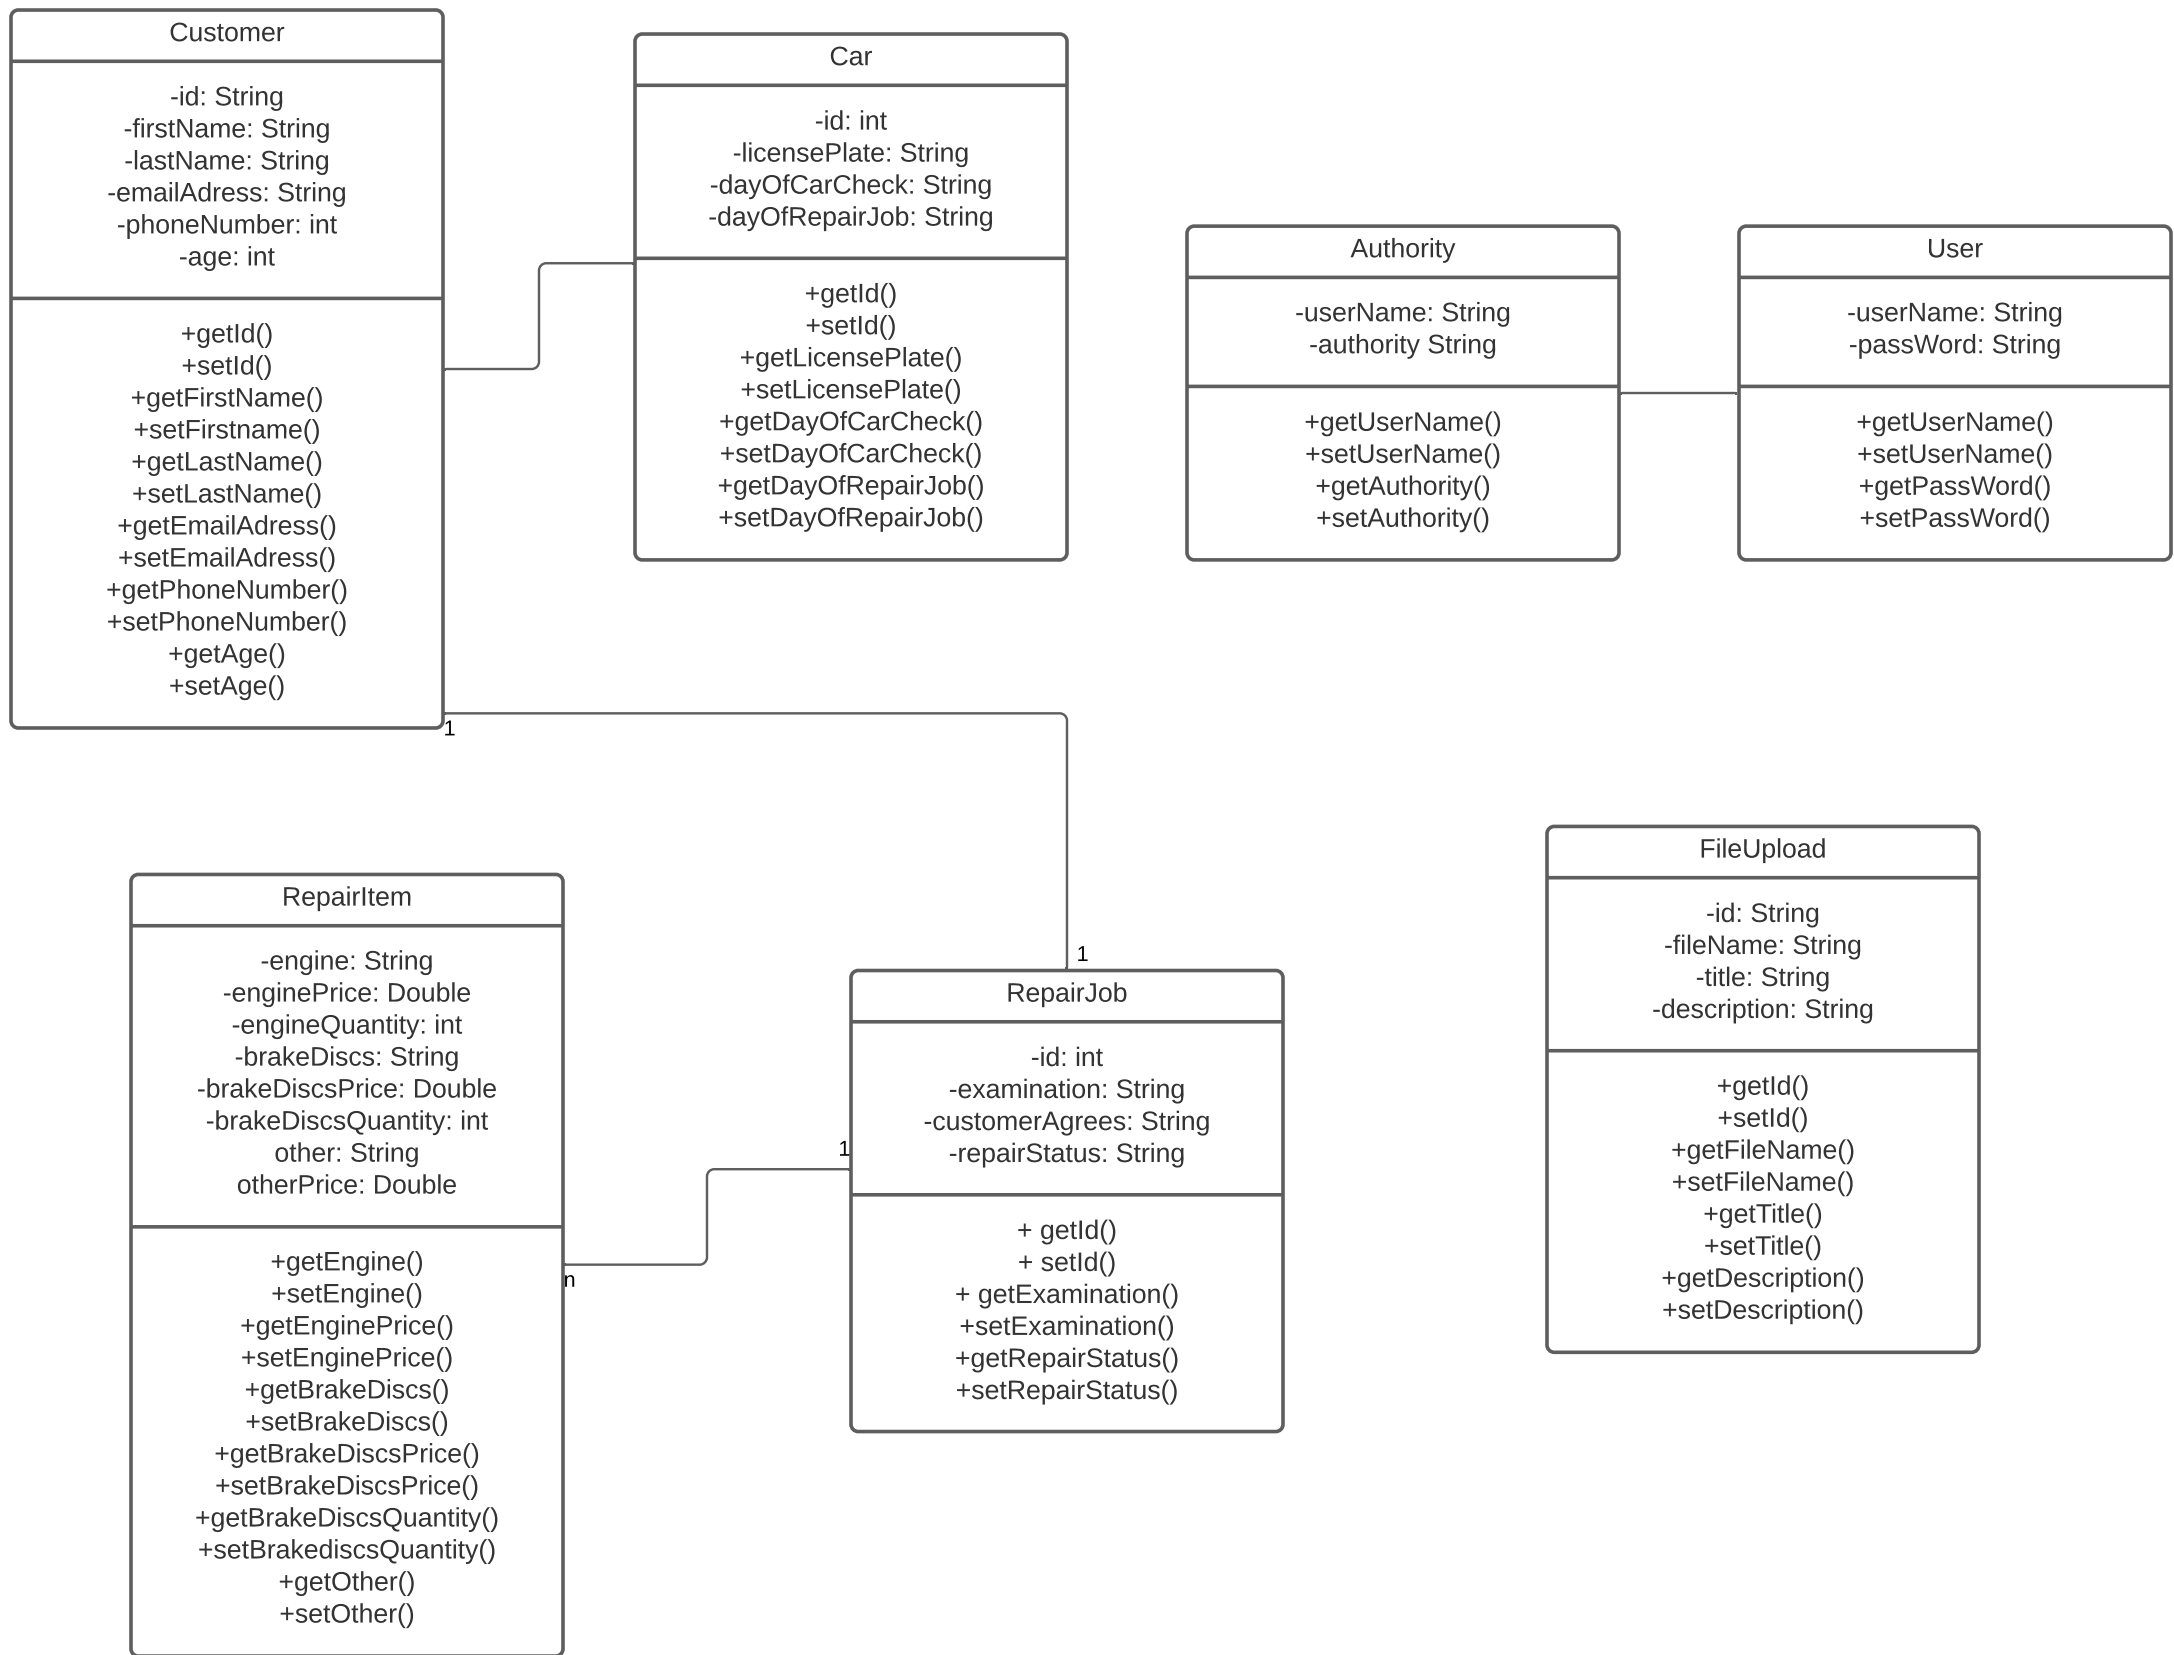 Customer
-id: String
-firstName: String
-lastName: String
-emailAdress: String
-phoneNumber: int
-age: int
+getId()
+setId()
+getFirstName()
+setFirstname()
+getLastName()
+setLastName()
+getEmailAdress()
+setEmailAdress()
+getPhoneNumber()
+setPhoneNumber()
+getAge()
+setAge()
1
Car
-id: int
-licensePlate: String
-dayOfCarCheck: String
-dayOfRepairJob: String
+getId()
+setId()
+getLicensePlate()
+setLicensePlate()
+getDayOfCarCheck()
+setDayOfCarCheck()
+getDayOfRepairJob()
+setDayOfRepairJob()
Authority
-userName: String
-authority String
+getUserName()
+setUserName()
+getAuthority()
+setAuthority()
User
-userName: String
-passWord: String
+getUserName()
+setUserName()
+getPassWord()
+setPassWord()
RepairItem
-engine: String
-enginePrice: Double
-engineQuantity: int
-brakeDiscs: String
-brakeDiscsPrice: Double
-brakeDiscsQuantity: int
other: String
otherPrice: Double
+getEngine()
+setEngine()
+getEnginePrice()
+setEnginePrice()
+getBrakeDiscs()
+setBrakeDiscs()
+getBrakeDiscsPrice()
+setBrakeDiscsPrice()
+getBrakeDiscsQuantity()
+setBrakediscsQuantity()
+getOther()
+setOther()
n
1
1
RepairJob
-id: int
-examination: String
-customerAgrees: String
-repairStatus: String
+ getId()
+ setId()
+ getExamination()
+setExamination()
+getRepairStatus()
+setRepairStatus()
FileUpload
-id: String
-fileName: String
-title: String
-description: String
+getId()
+setId()
+getFileName()
+setFileName()
+getTitle()
+setTitle()
+getDescription()
+setDescription()